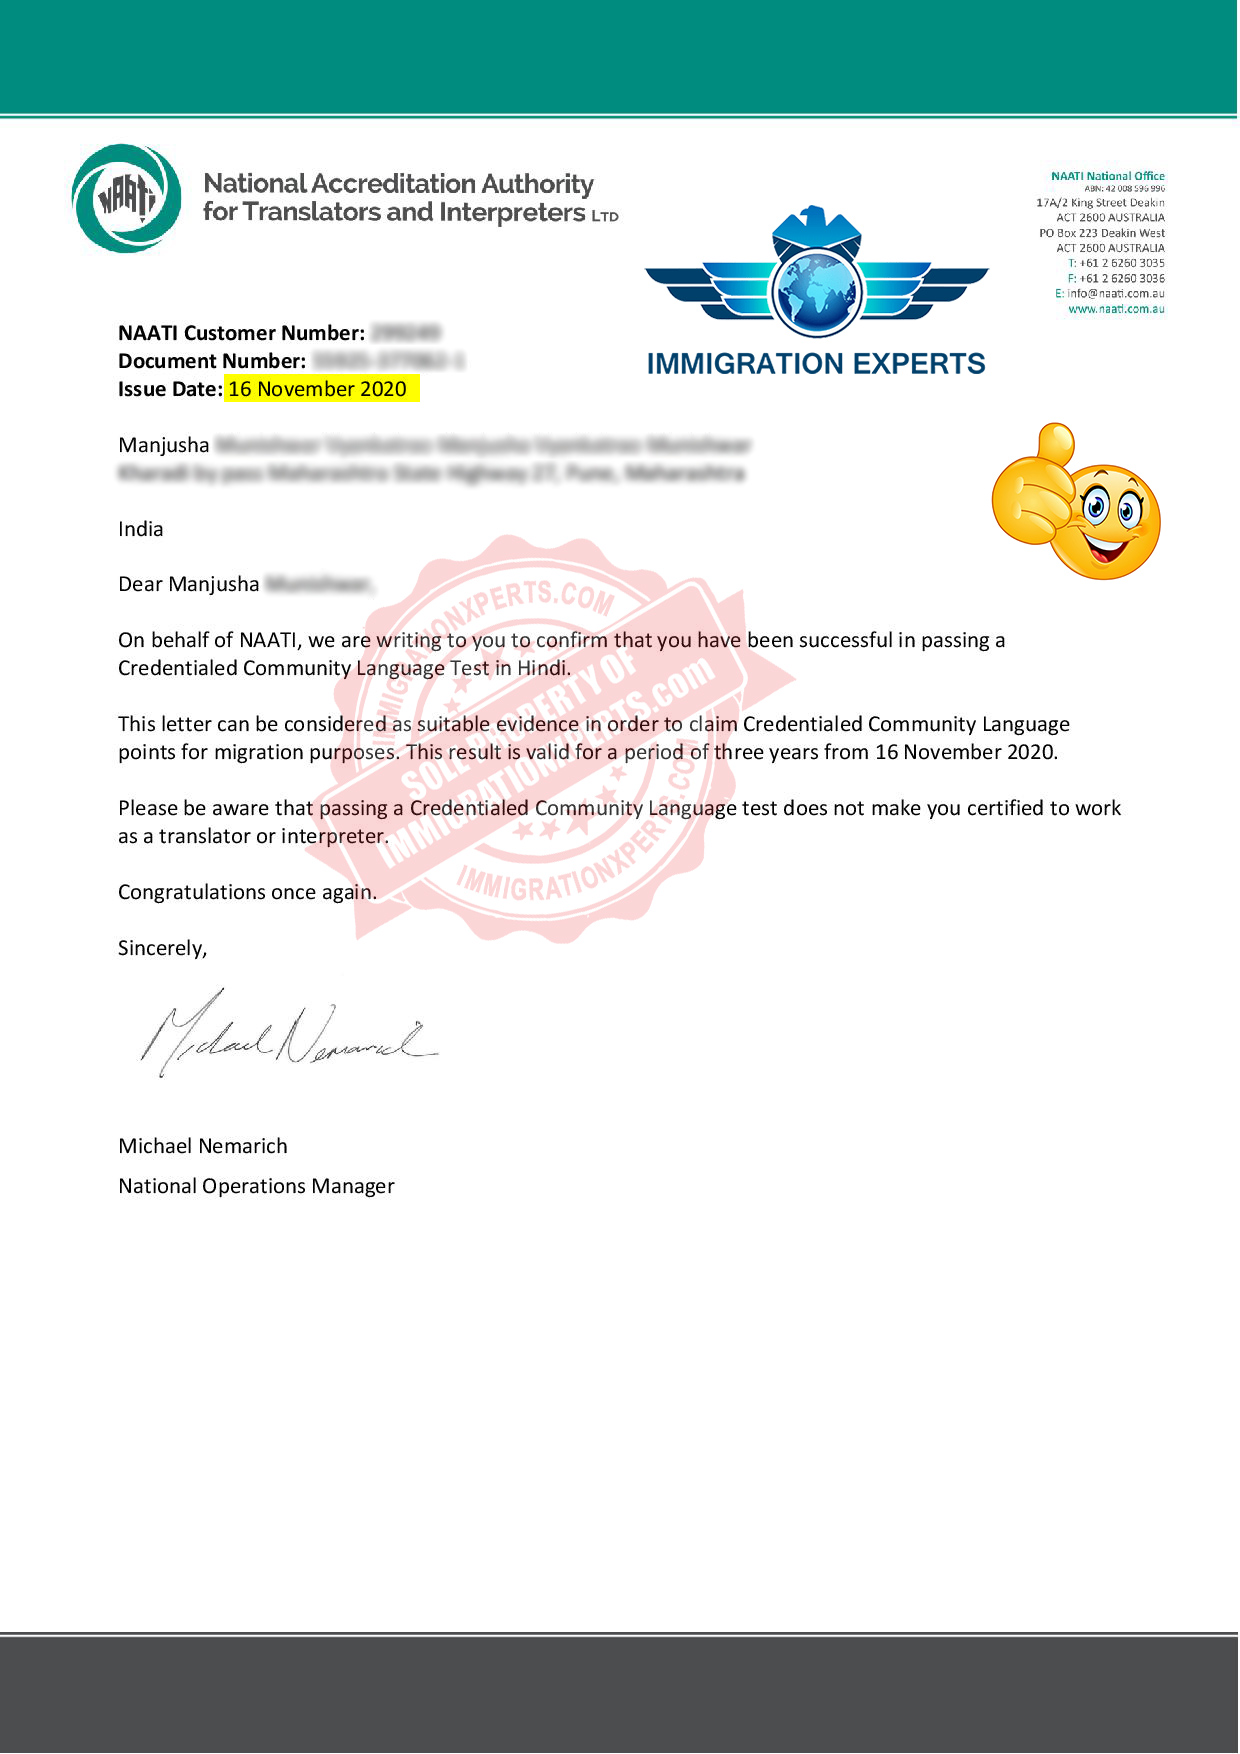 NAATI
National Accreditation Authority
for Translators and Interpreters LTD
NAATI National Office
ABN: 42 008 596 996
17A/2 King Street Deakin
ACT 2600 AUSTRALIA
PO Box 223 Deakin West
ACT 2600 AUSTRALIA
T: +61 2 6260 3035
F: +61 2 6260 3036
E: info@naati.com.au
www.naati.com.au
IMMIGRATION EXPERTS
NAATI Customer Number:
Document Number:
Issue Date: 16 November 2020
Manjusha
India
Dear Manjusha
On behalf of NAATI, we are writing to you to confirm that you have been successful in passing a
Credentialed Community Language Test in Hindi.
This letter can be considered as suitable evidence in order to claim Credentialed Community Language
points for migration purposes. This result is valid for a period of three years from 16 November 2020.
Please be aware that passing a Credentialed Community Language test does not make you certified to work
as a translator or interpreter.
Congratulations once again.
Sincerely,
Michael Nemarich
Michael Nemarich
National Operations Manager
IMMIGRATIONXPERTS.COM
SOLE PROPERTY OF
IMMIGRATIONXPERTS.com
IMMIGRATIONXPERTS.COM